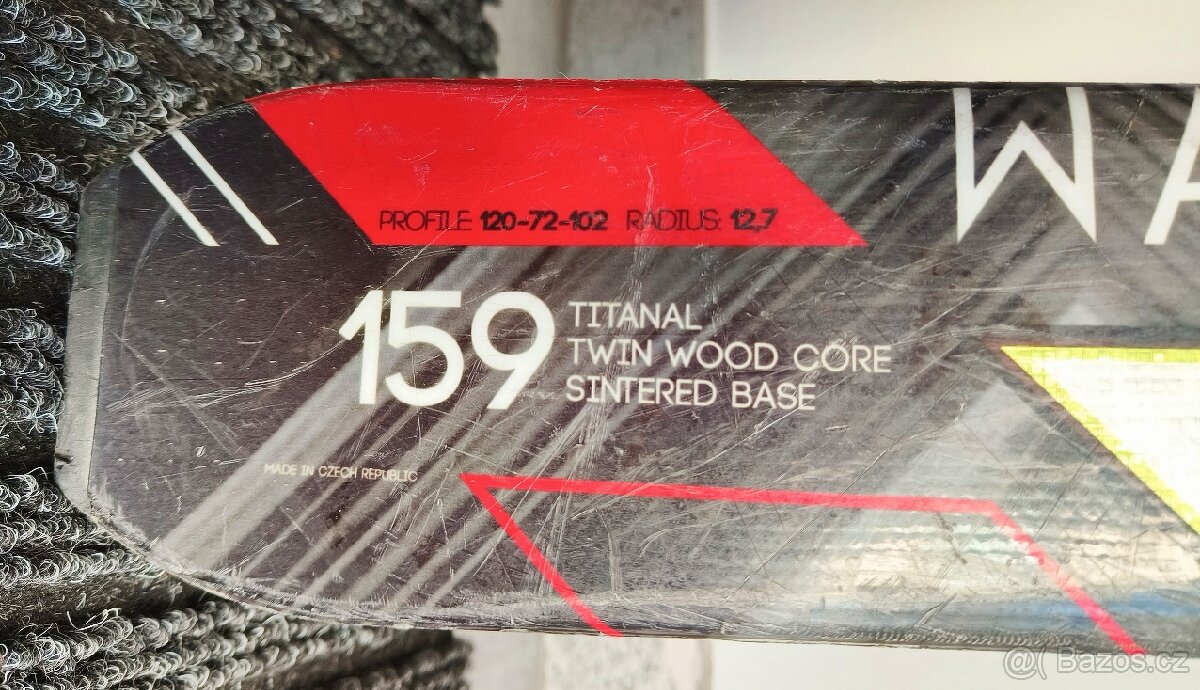 PROFILE: 120-72-102 RADIUS: 12,7
WA
159
TITANAL
TWIN WOOD CORE
SINTERED BASE
MADE IN CZECH REPUBLIC
@( Bazos.cz